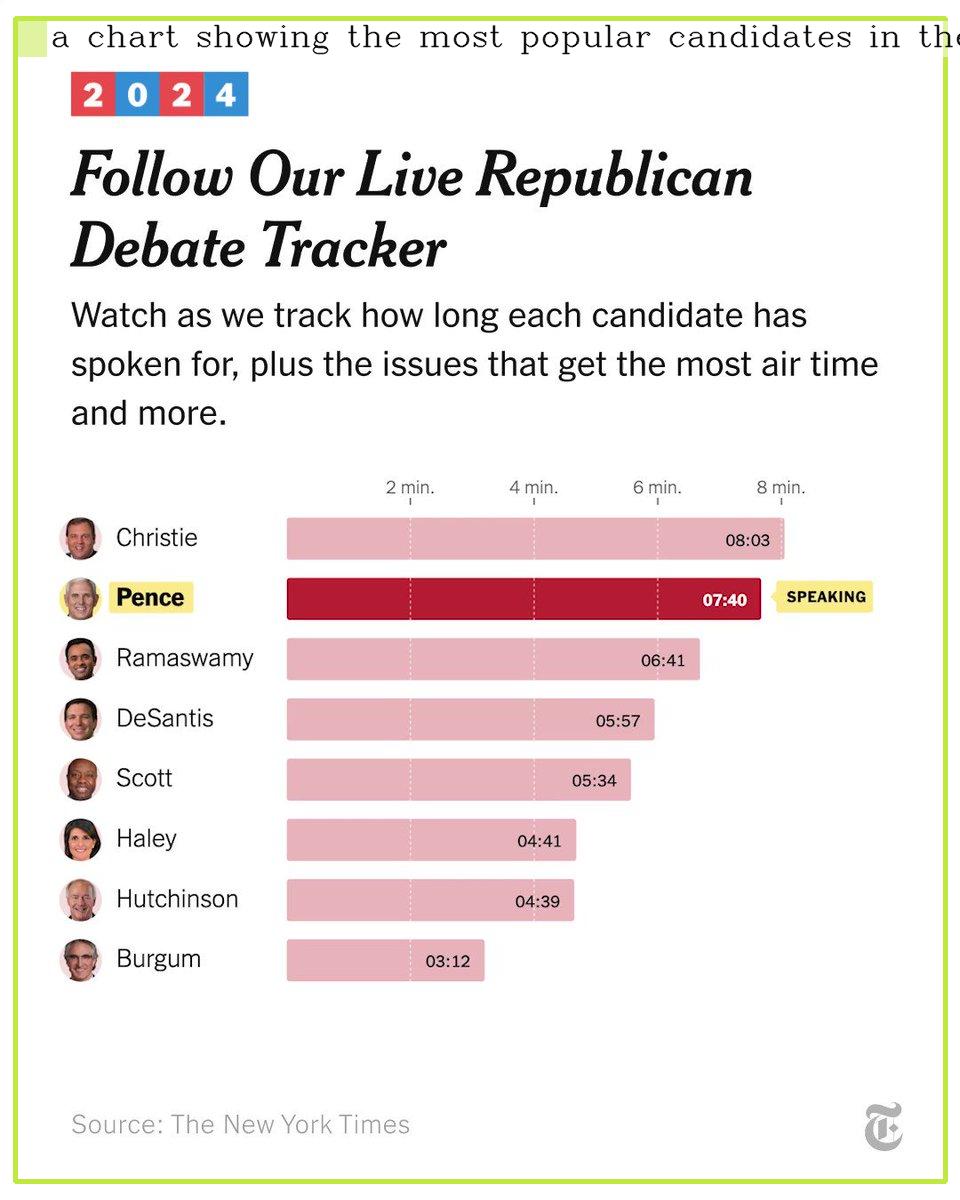 a chart showing the most popular candidates in the
2024
Follow Our Live Republican
Debate Tracker
Watch as we track how long each candidate has
spoken for, plus the issues that get the most air time
and more.
2 min. 4 min. 6 min. 8 min.
Christie 08:03
Pence 07:40 SPEAKING
Ramaswamy 06:41
DeSantis 05:57
Scott 05:34
Haley 04:41
Hutchinson 04:39
Burgum 03:12
Source: The New York Times
T